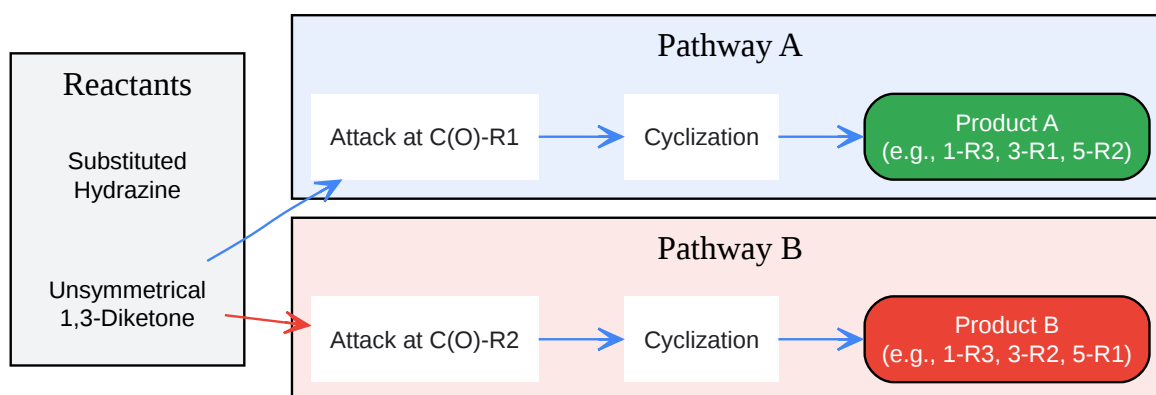 Reactants
Substituted
Hydrazine
Unsymmetrical
1,3-Diketone
Pathway A
Attack at C(O)-R1
Cyclization
Product A
(e.g., 1-R3, 3-R1, 5-R2)
Pathway B
Attack at C(O)-R2
Cyclization
Product B
(e.g., 1-R3, 3-R2, 5-R1)